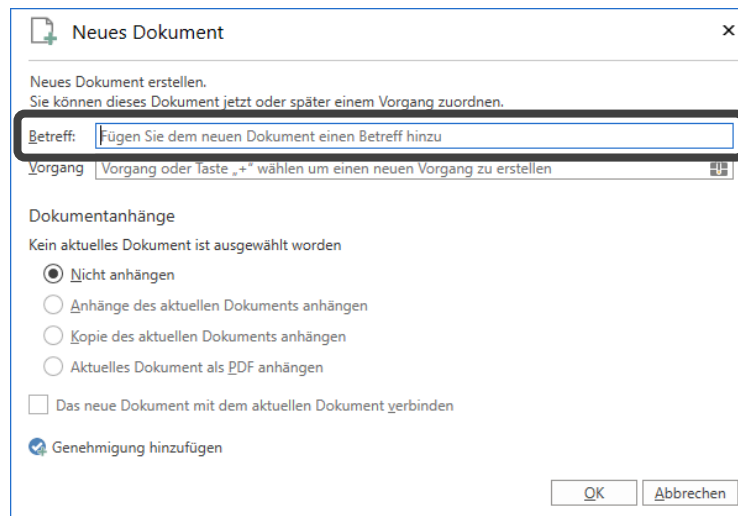 Neues Dokument
Neues Dokument erstellen.
Sie können dieses Dokument jetzt oder später einem Vorgang zuordnen.
Betreff: Fügen Sie dem neuen Dokument einen Betreff hinzu
Vorgang Vorgang oder Taste „+“ wählen um einen neuen Vorgang zu erstellen
Dokumentanhänge
Kein aktuelles Dokument ist ausgewählt worden
Nicht anhängen
Anhänge des aktuellen Dokuments anhängen
Kopie des aktuellen Dokuments anhängen
Aktuelles Dokument als PDF anhängen
Das neue Dokument mit dem aktuellen Dokument verbinden
Genehmigung hinzufügen
OK Abbrechen